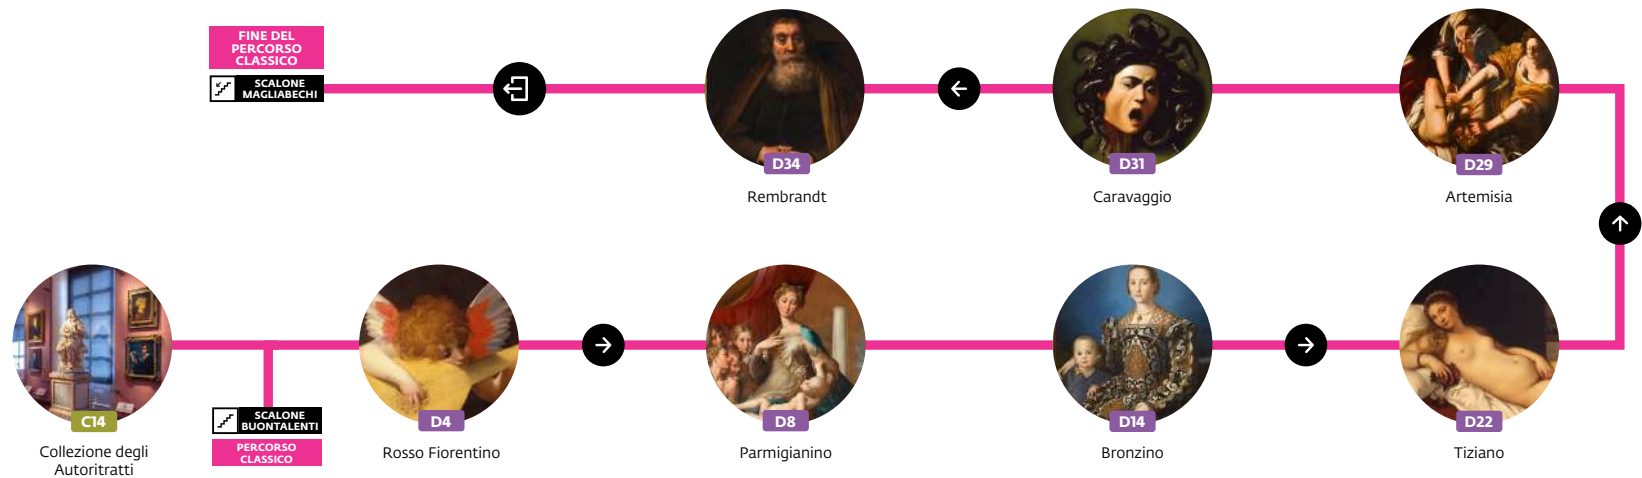 FINE DEL
PERCORSO
CLASSICO
SCALONE
MAGLIABECHI
D34
Rembrandt
D31
Caravaggio
D29
Artemisia
C14
Collezione degli
Autoritratti
SCALONE
BUONTALENTI
PERCORSO
CLASSICO
D4
Rosso Fiorentino
D8
Parmigianino
D14
Bronzino
D22
Tiziano